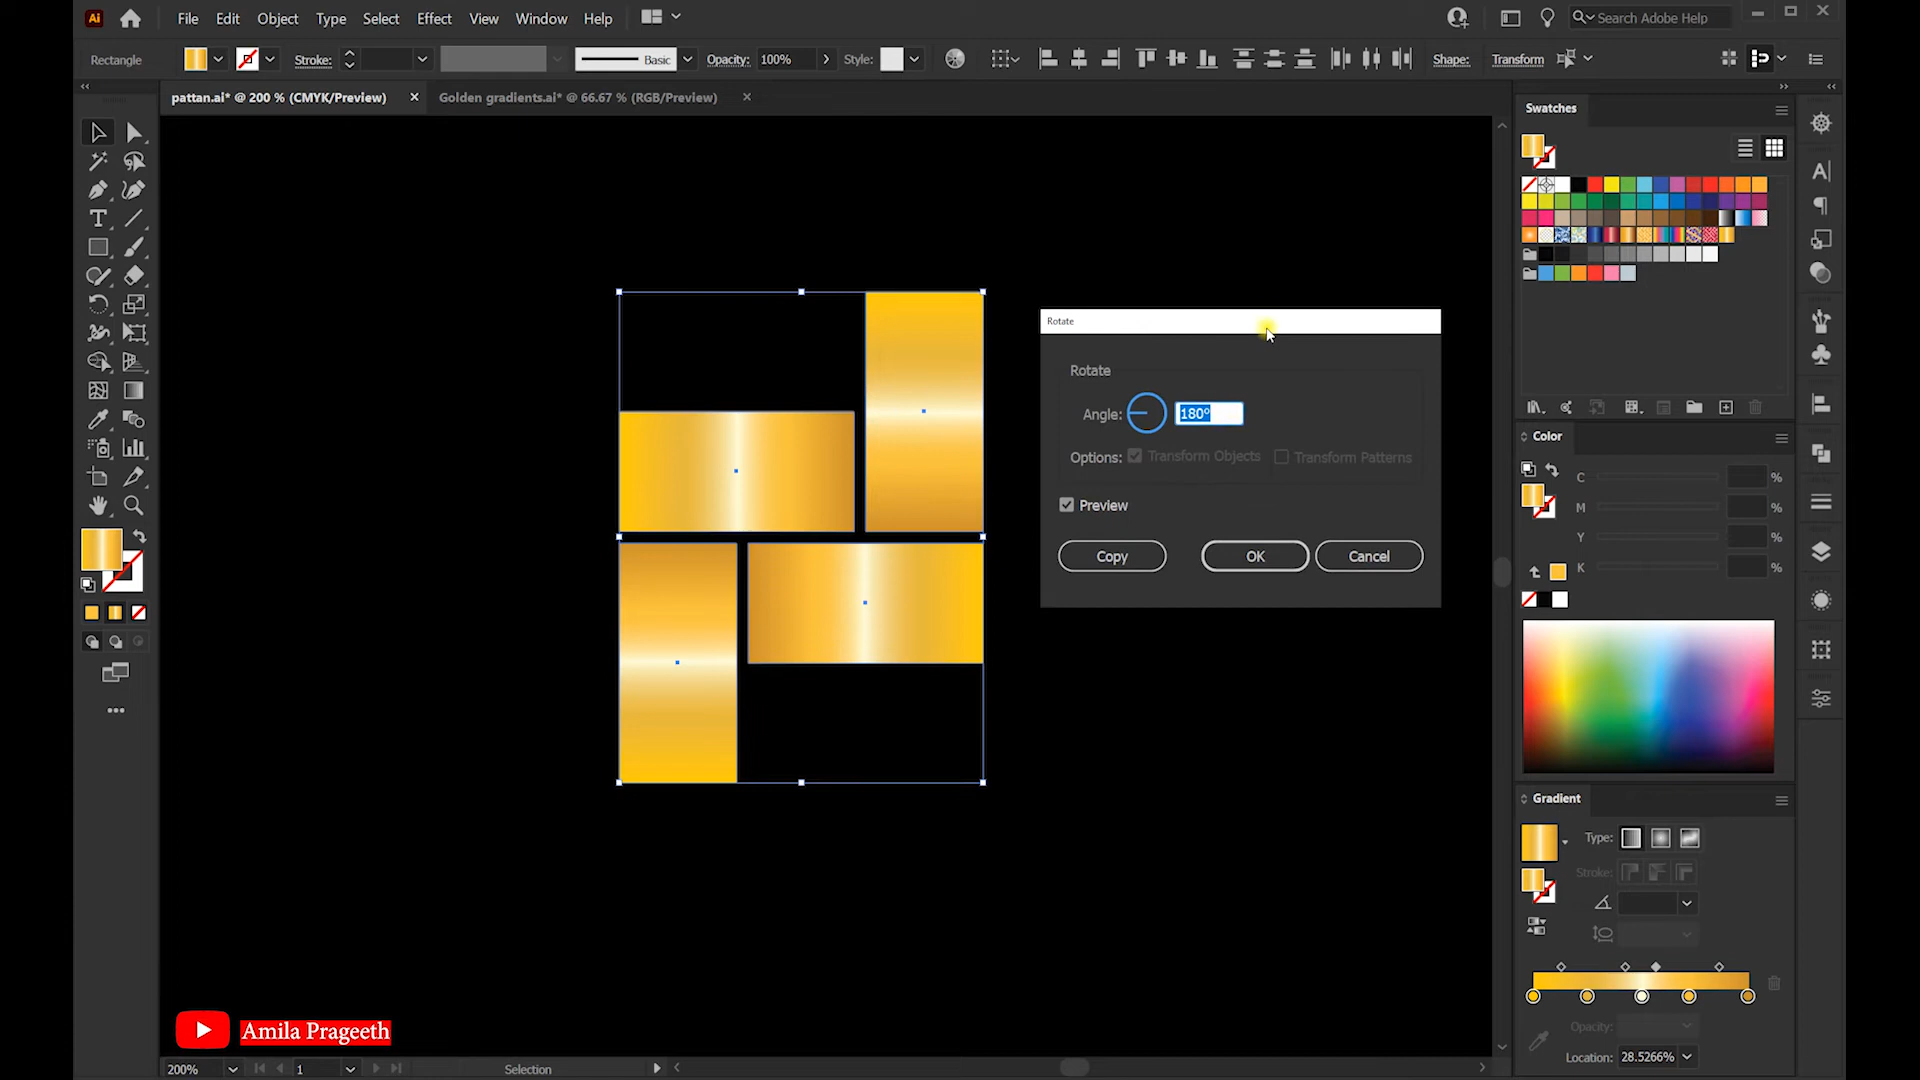 Ai File Edit Object Type Select Effect View Window Help Search Adobe Help
Rectangle Stroke: Basic Opacity: 100% Style: Shape: Transform
pattan.ai* @ 200 % (CMYK/Preview) × Golden gradients.ai* @ 66.67 % (RGB/Preview) ×
Swatches
Rotate
Rotate
Angle: 180°
Options: Transform Objects Transform Patterns
Preview
Copy OK Cancel
Color
C %
M %
Y %
K %
Gradient
Type:
Stroke:
Opacity:
Location: 28.5266%
Amila Prageeth
200% 1 Selection